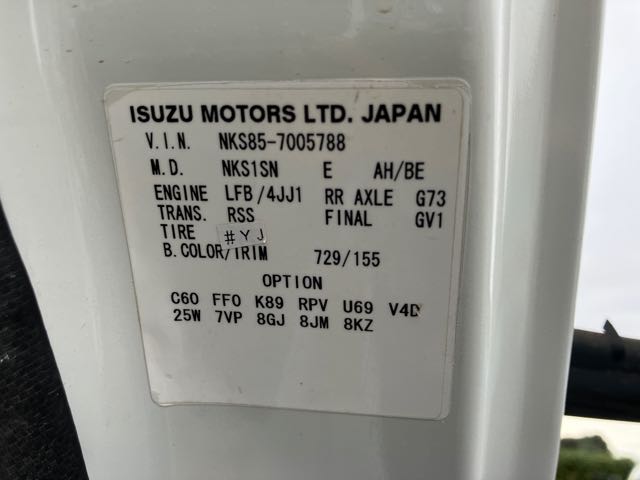 ISUZU MOTORS LTD. JAPAN
V.I.N. NKS85-7005788
M.D. NKS1SN E AH/BE
ENGINE LFB/4JJ1 RR AXLE G73
TRANS. RSS FINAL GV1
TIRE #YJ
B.COLOR/TRIM 729/155
OPTION
C60 FF0 K89 RPV U69 V4D
25W 7VP 8GJ 8JM 8KZ